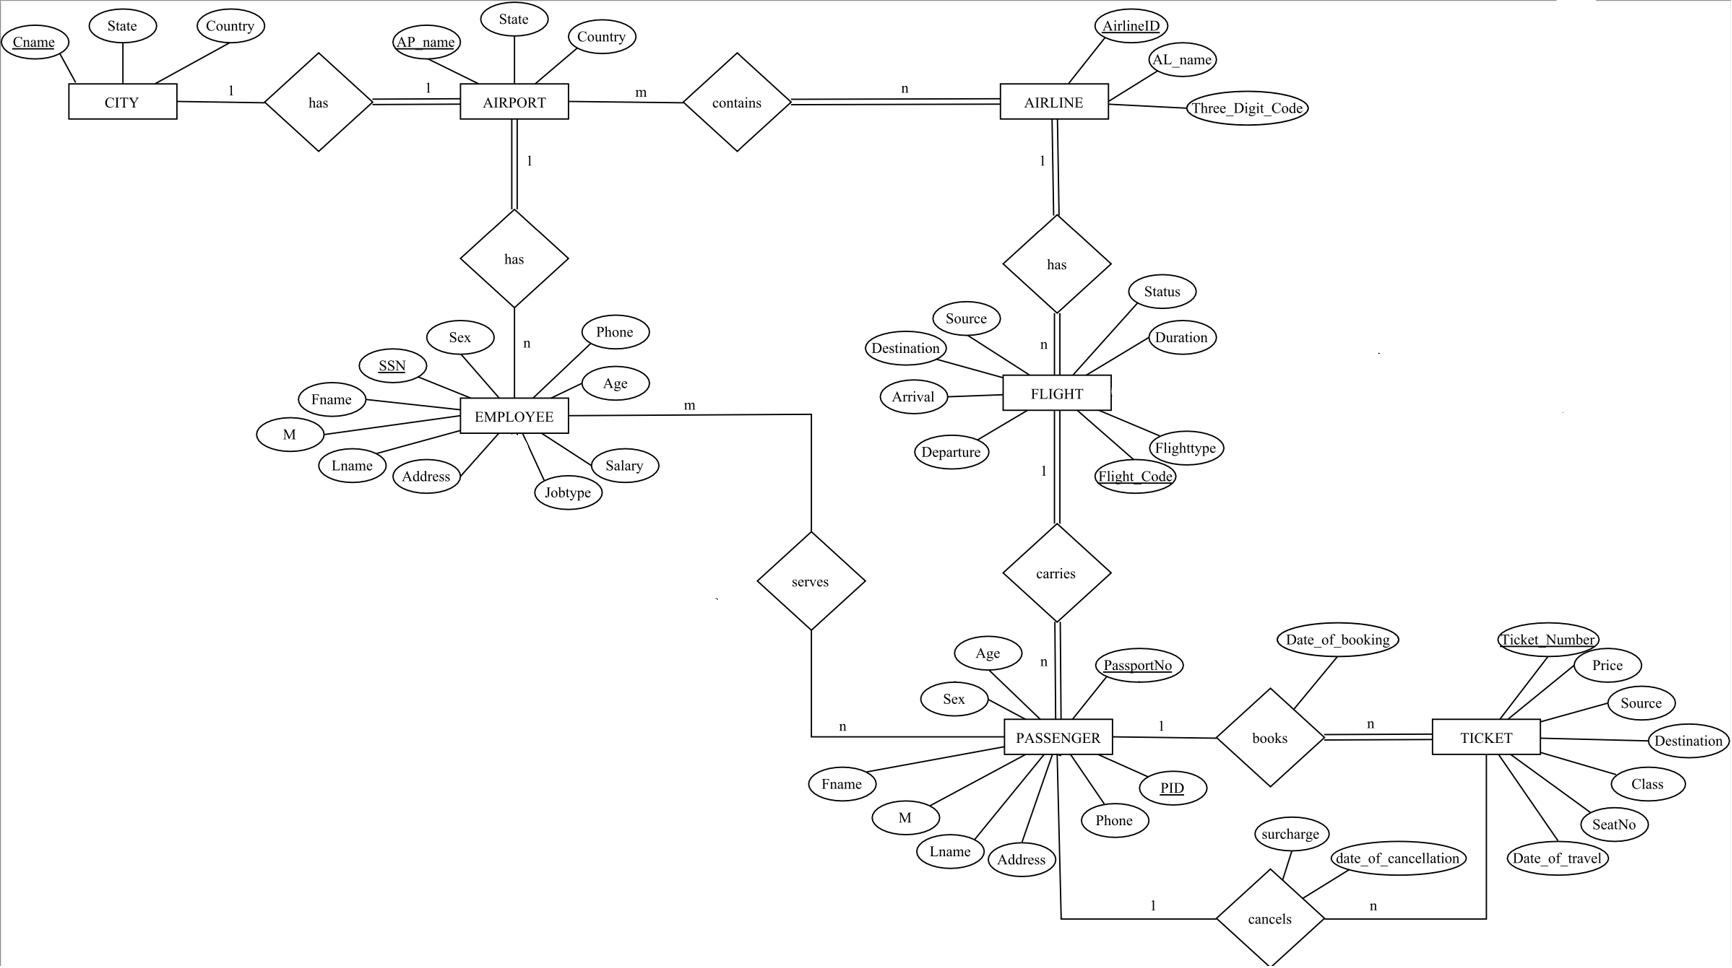 State
State
Country
AirlineID
Cname
AP_name
Country
AL_name
CITY
1
has
1
AIRPORT
m
contains
n
AIRLINE
Three_Digit_Code
1
1
has
has
Status
Source
Sex
Phone
n
n
Duration
Destination
SSN
Age
Fname
Arrival
FLIGHT
EMPLOYEE
m
M
Departure
Flighttype
Lname
Address
Salary
1
Flight_Code
Jobtype
serves
carries
Date_of_booking
Ticket_Number
Age
n
PassportNo
Price
Sex
Source
n
PASSENGER
1
books
n
TICKET
Destination
Fname
PID
Class
M
Phone
SeatNo
surcharge
Lname
Address
date_of_cancellation
Date_of_travel
1
cancels
n